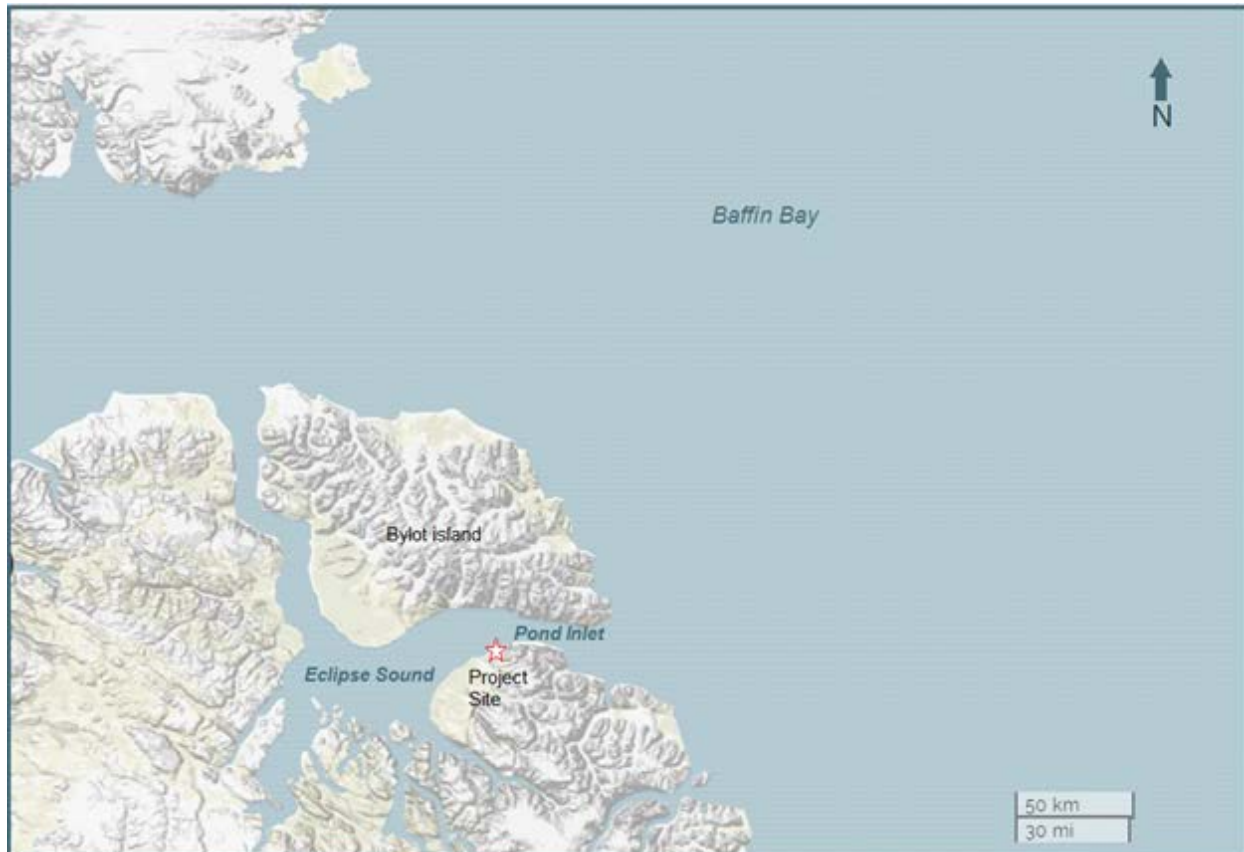 N
Baffin Bay
Bylot island
Pond Inlet
Eclipse Sound
Project
Site
50 km
30 mi